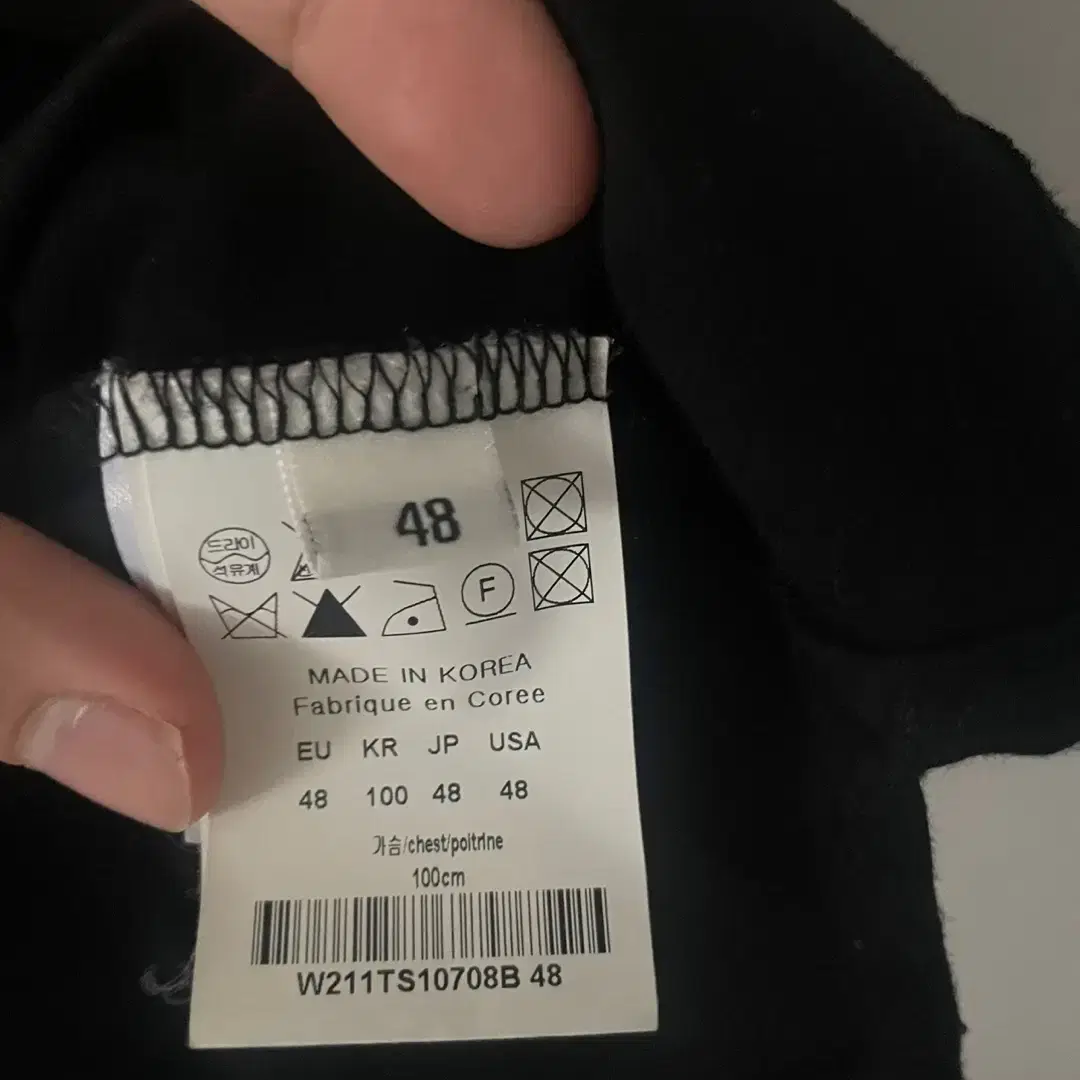 48
드라이
석유계
F
MADE IN KOREA
Fabrique en Coree
EU KR JP USA
48 100 48 48
가슴/chest/poitrine
100cm
W211TS10708B 48